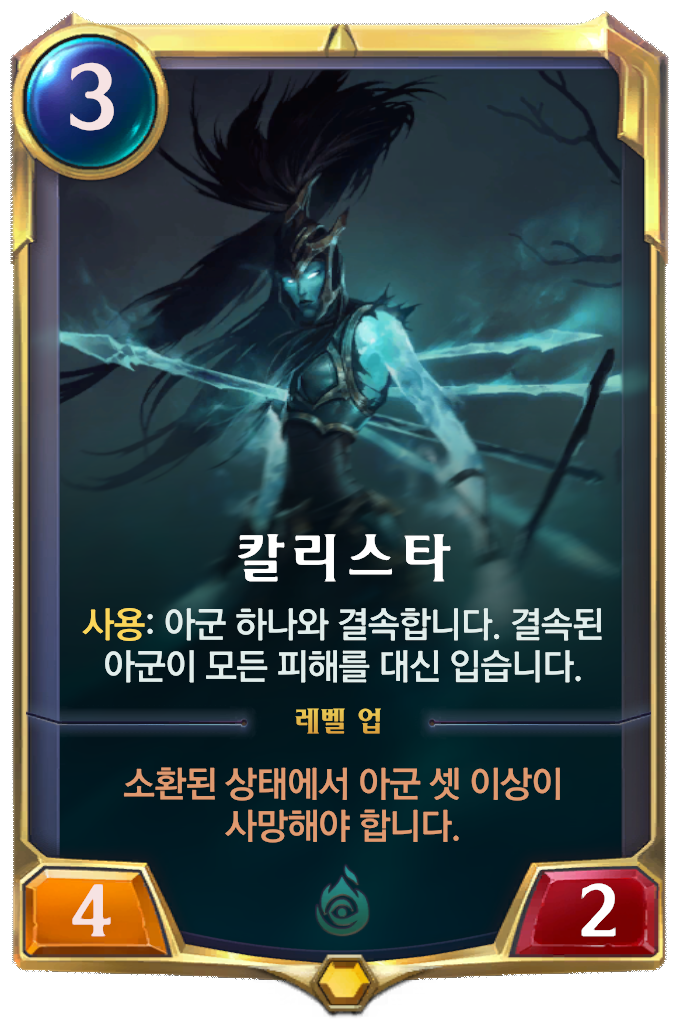 3
칼리스타
사용: 아군 하나와 결속합니다. 결속된
아군이 모든 피해를 대신 입습니다.
레벨 업
소환된 상태에서 아군 셋 이상이
사망해야 합니다.
4
2